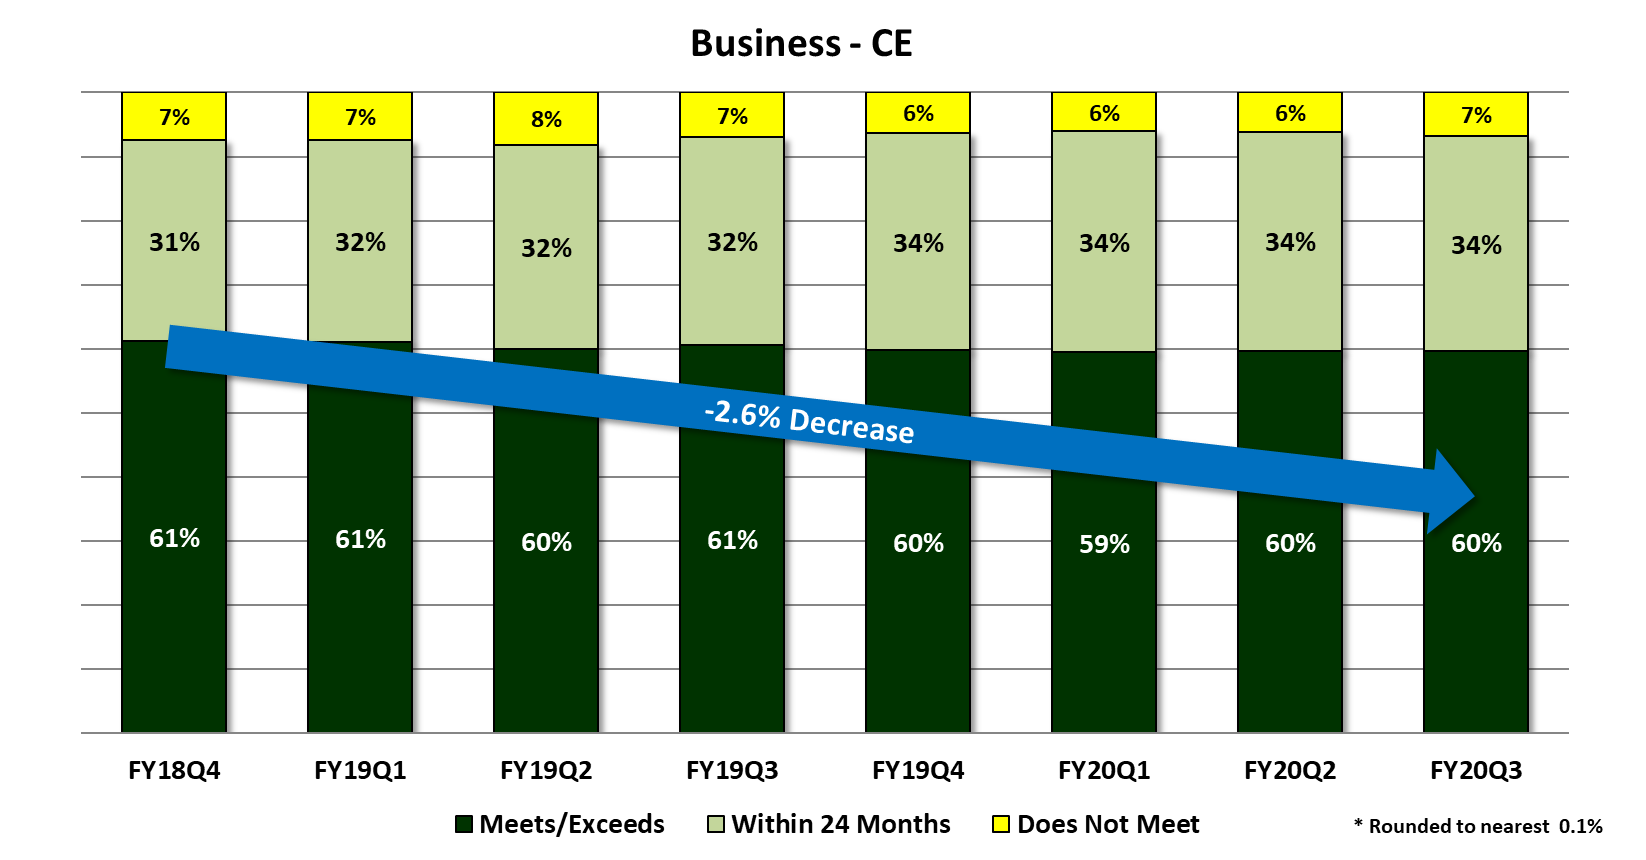 Business - CE
7% 7% 8% 7% 6% 6% 6% 7%
31% 32% 32% 32% 34% 34% 34% 34%
-2.6% Decrease
61% 61% 60% 61% 60% 59% 60% 60%
FY18Q4 FY19Q1 FY19Q2 FY19Q3 FY19Q4 FY20Q1 FY20Q2 FY20Q3
Meets/Exceeds Within 24 Months Does Not Meet * Rounded to nearest 0.1%